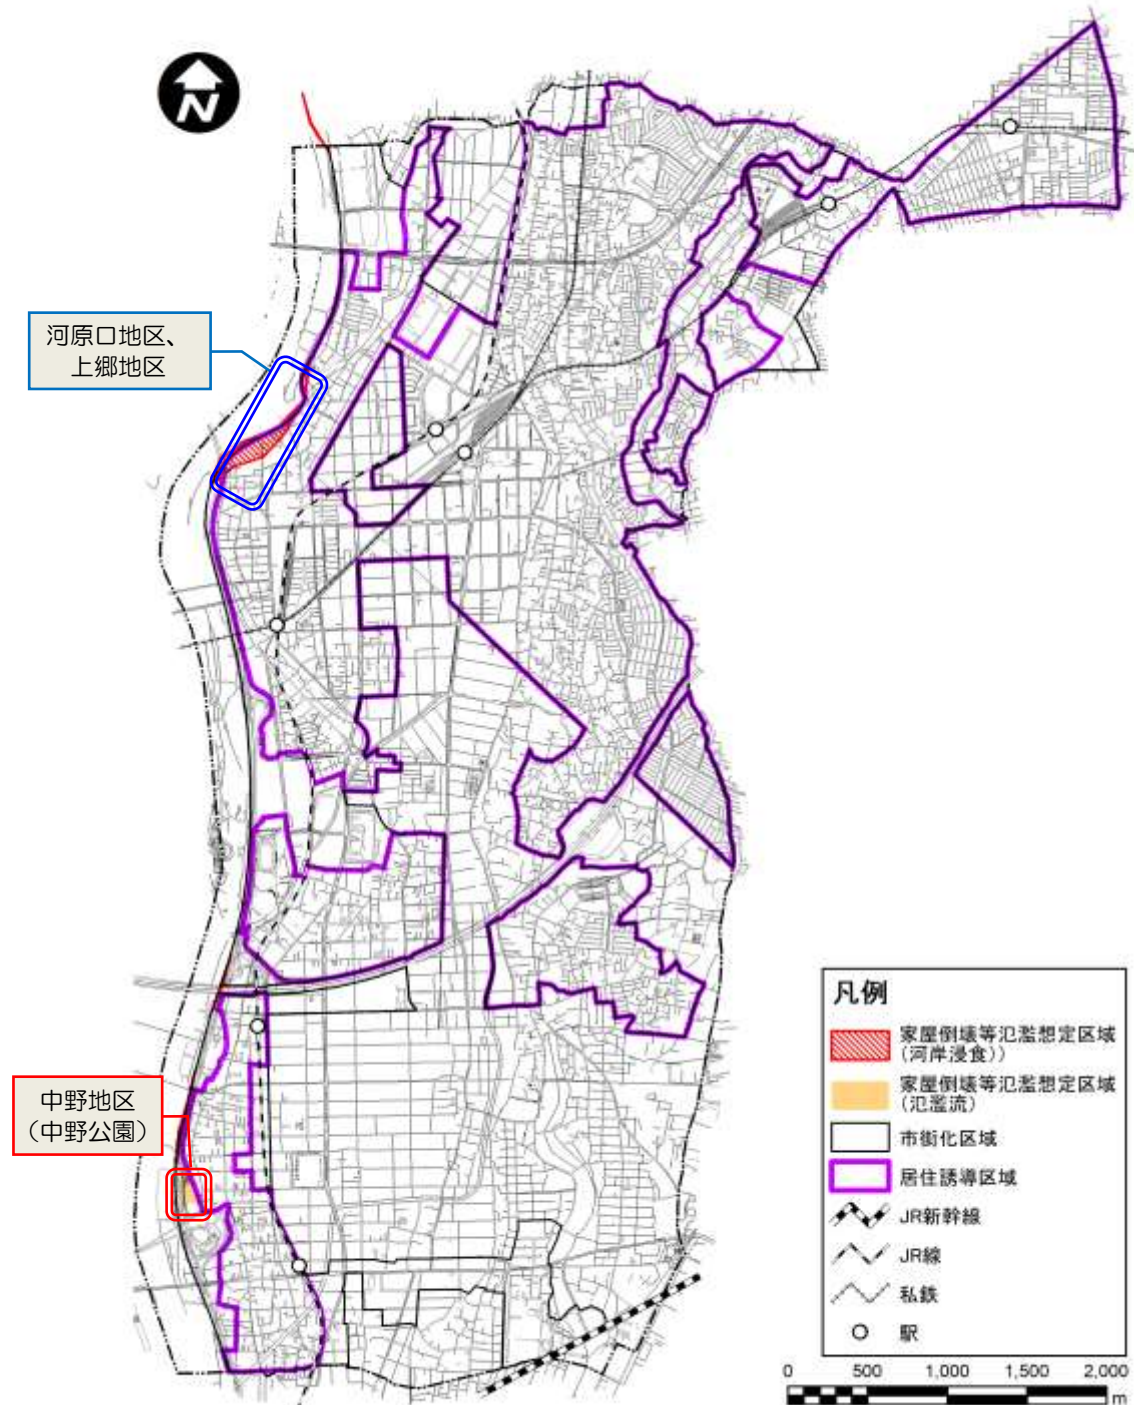 N
河原口地区、
上郷地区
中野地区
（中野公園）
凡例
家屋倒壊等氾濫想定区域
（河岸浸食））
家屋倒壊等氾濫想定区域
（氾濫流）
市街化区域
居住誘導区域
JR新幹線
JR線
私鉄
駅
0 500 1,000 1,500 2,000
m